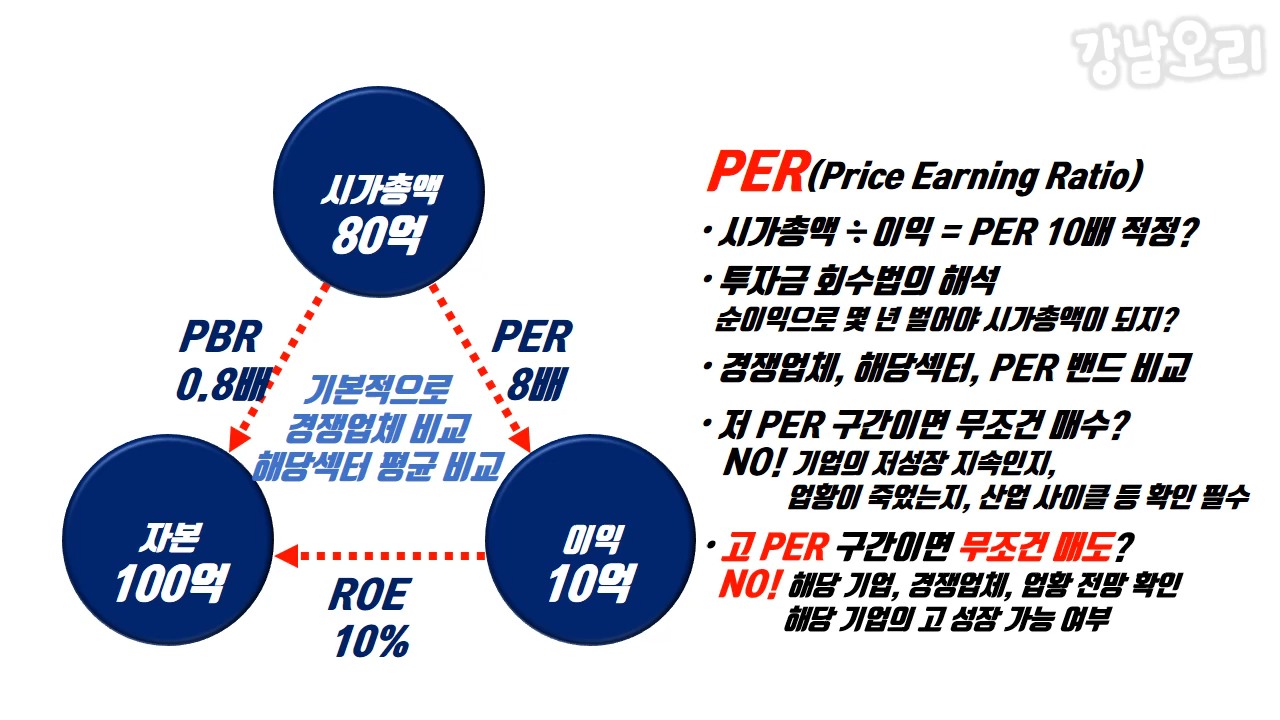 강남오리
시가총액
80억
PBR
0.8배
PER
8배
기본적으로
경쟁업체 비교
해당섹터 평균 비교
자본
100억
이익
10억
ROE
10%
PER(Price Earning Ratio)
· 시가총액 ÷ 이익 = PER 10배 적정?
· 투자금 회수법의 해석
순이익으로 몇 년 벌어야 시가총액이 되지?
· 경쟁업체, 해당섹터, PER 밴드 비교
· 저 PER 구간이면 무조건 매수?
NO! 기업의 저성장 지속인지,
업황이 죽었는지, 산업 사이클 등 확인 필수
· 고 PER 구간이면 무조건 매도?
NO! 해당 기업, 경쟁업체, 업황 전망 확인
해당 기업의 고 성장 가능 여부